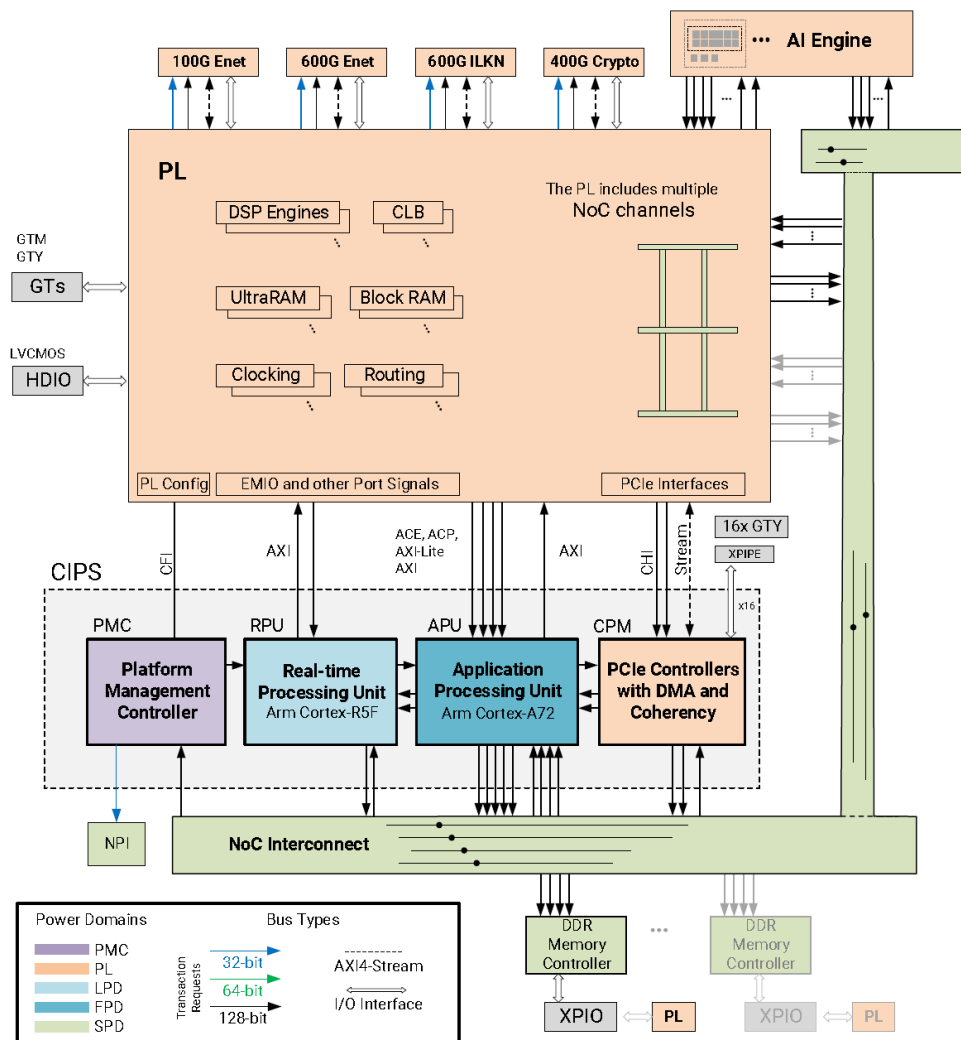 100G Enet
600G Enet
600G ILKN
400G Crypto
AI Engine
...
...
...
PL
The PL includes multiple
NoC channels
DSP Engines
CLB
UltraRAM
Block RAM
Clocking
Routing
GTM
GTY
GTs
LVCMOS
HDIO
PL Config
EMIO and other Port Signals
PCIe Interfaces
CFI
AXI
ACE, ACP,
AXI-Lite
AXI
AXI
CHI
Stream
16x GTY
XPIPE
x16
CIPS
PMC
Platform
Management
Controller
RPU
Real-time
Processing Unit
Arm Cortex-R5F
APU
Application
Processing Unit
Arm Cortex-A72
CPM
PCIe Controllers
with DMA and
Coherency
NPI
NoC Interconnect
DDR
Memory
Controller
...
DDR
Memory
Controller
XPIO
PL
XPIO
PL
Power Domains
PMC
PL
LPD
FPD
SPD
Bus Types
Transaction
Requests
32-bit
64-bit
128-bit
AXI4-Stream
I/O Interface